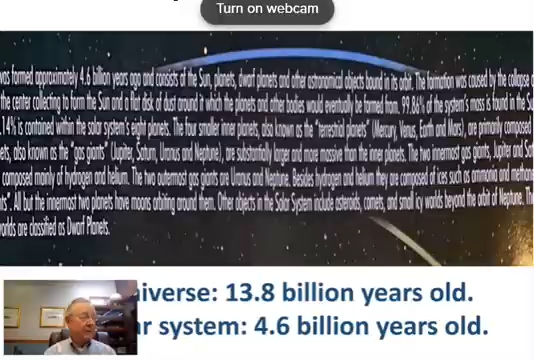 Turn on webcam
was formed approximately 4.6 billion years ago and consists of the Sun, planets, dwarf planets and other astronomical objects bound in its orbit. The formation was caused by the collapse
the center collecting to form the Sun and a flat disk of dust around it which the planets and other bodies would eventually be formed from. 99.86% of the system's mass is found in the
.14% is contained within the solar system's eight planets. The four smaller inner planets, also known as the "terrestrial planets" (Mercury, Venus, Earth and Mars), are primarily composed
ets, also known as the "gas giants" (Jupiter, Saturn, Uranus and Neptune), are substantially larger and more massive than the inner planets. The two innermost gas giants, Jupiter and
composed mainly of hydrogen and helium. The two outermost gas giants are Uranus and Neptune. Besides hydrogen and helium they are composed of ices such as ammonia and
ts". All but the innermost two planets have moons orbiting around them. Other objects in the Solar System include asteroids, comets, and small icy worlds beyond the orbit of Neptune.
worlds are classified as Dwarf Planets.
iverse: 13.8 billion years old.
r system: 4.6 billion years old.